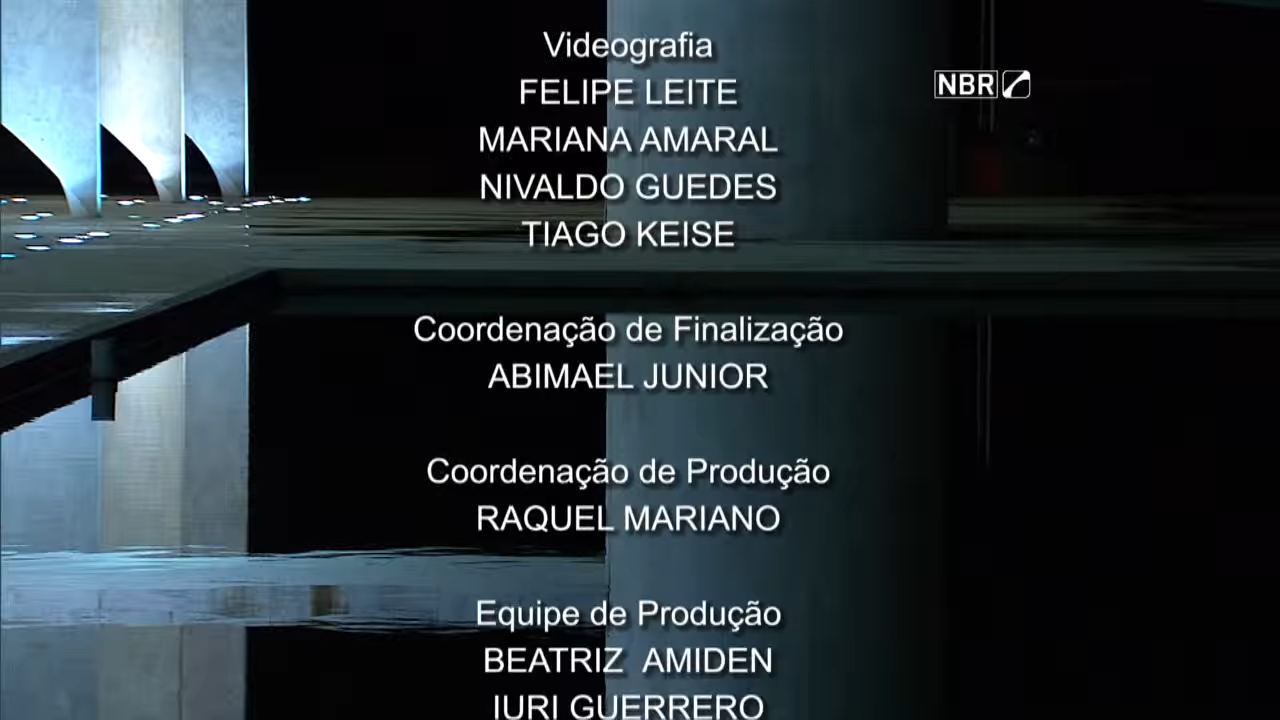 Videografia
NBR
FELIPE LEITE
MARIANA AMARAL
NIVALDO GUEDES
TIAGO KEISE
Coordenação de Finalização
ABIMAEL JUNIOR
Coordenação de Produção
RAQUEL MARIANO
Equipe de Produção
BEATRIZ AMIDEN
IURI GUERRERO